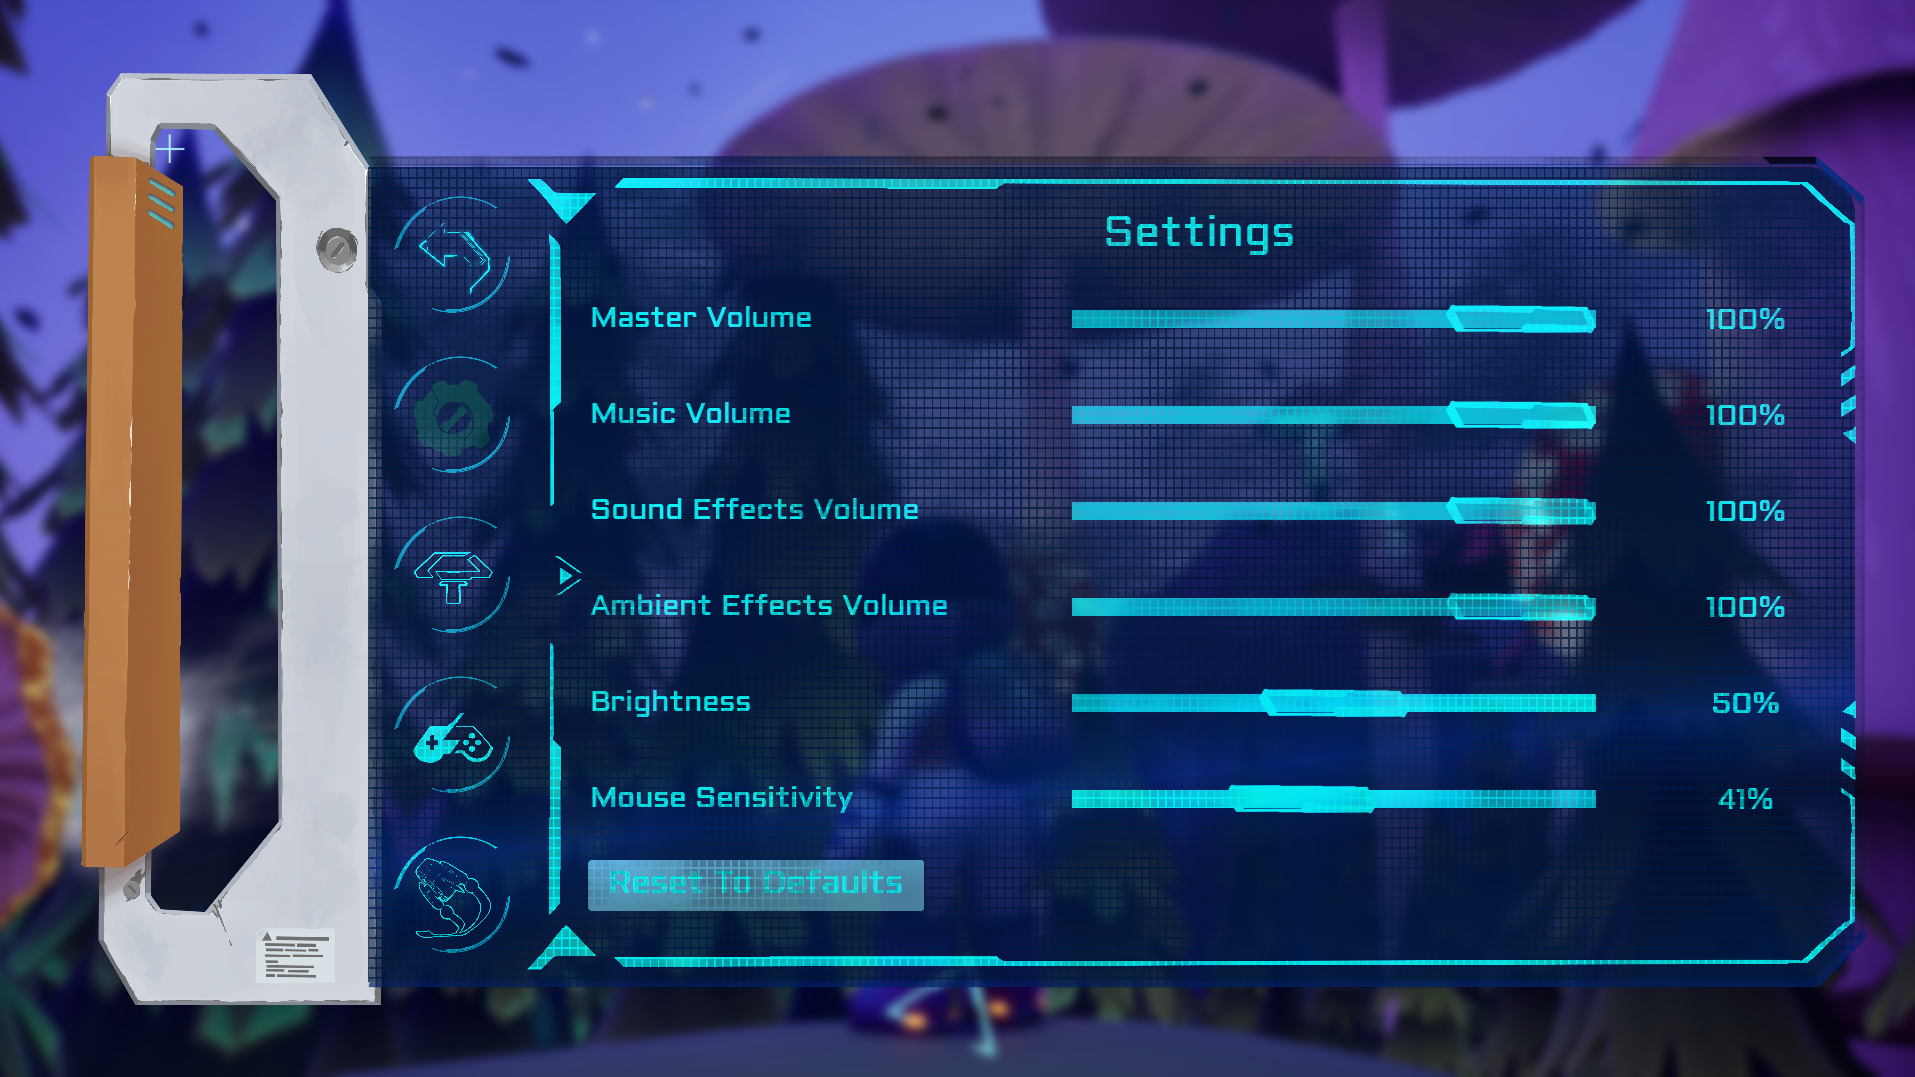 Settings
Master Volume 100%
Music Volume 100%
Sound Effects Volume 100%
Ambient Effects Volume 100%
Brightness 50%
Mouse Sensitivity 41%
Reset To Defaults